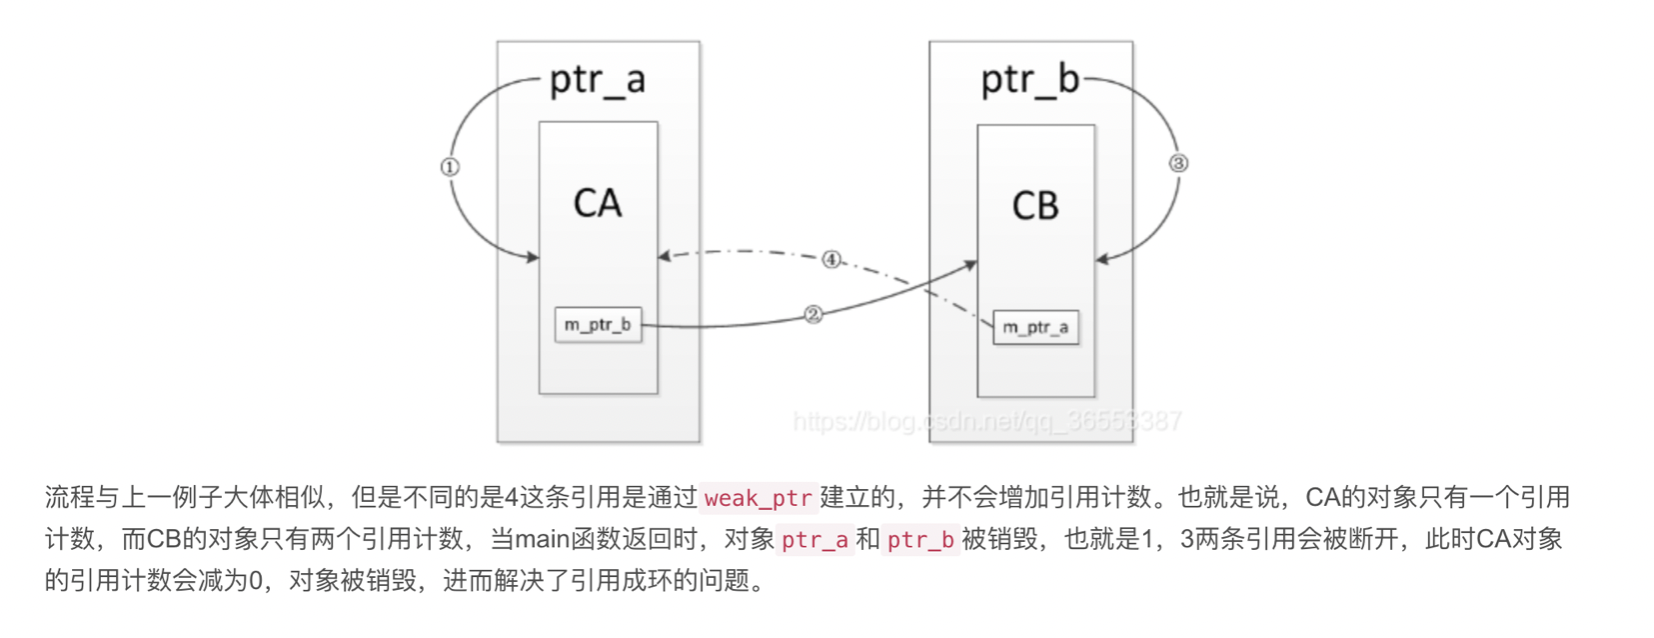 ptr_a
ptr_b
①
③
CA
CB
④
②
m_ptr_b
m_ptr_a
https://blog.csdn.net/qq_36553387
流程与上一例子大体相似，但是不同的是4这条引用是通过weak_ptr建立的，并不会增加引用计数。也就是说，CA的对象只有一个引用
计数，而CB的对象只有两个引用计数，当main函数返回时，对象ptr_a和ptr_b被销毁，也就是1，3两条引用会被断开，此时CA对象
的引用计数会减为0，对象被销毁，进而解决了引用成环的问题。